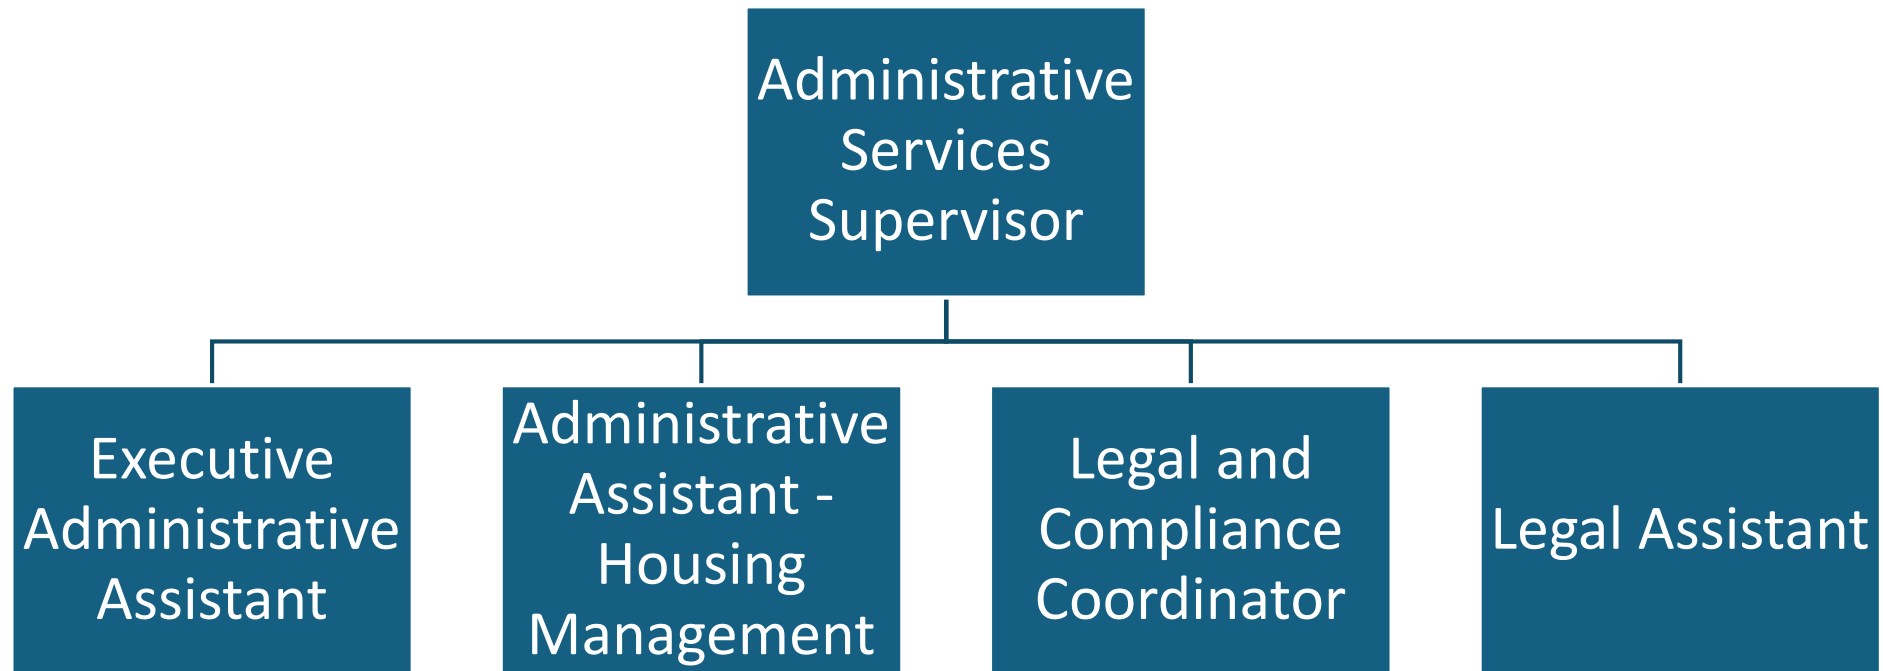 Administrative
Services
Supervisor
Executive
Administrative
Assistant
Administrative
Assistant -
Housing
Management
Legal and
Compliance
Coordinator
Legal Assistant